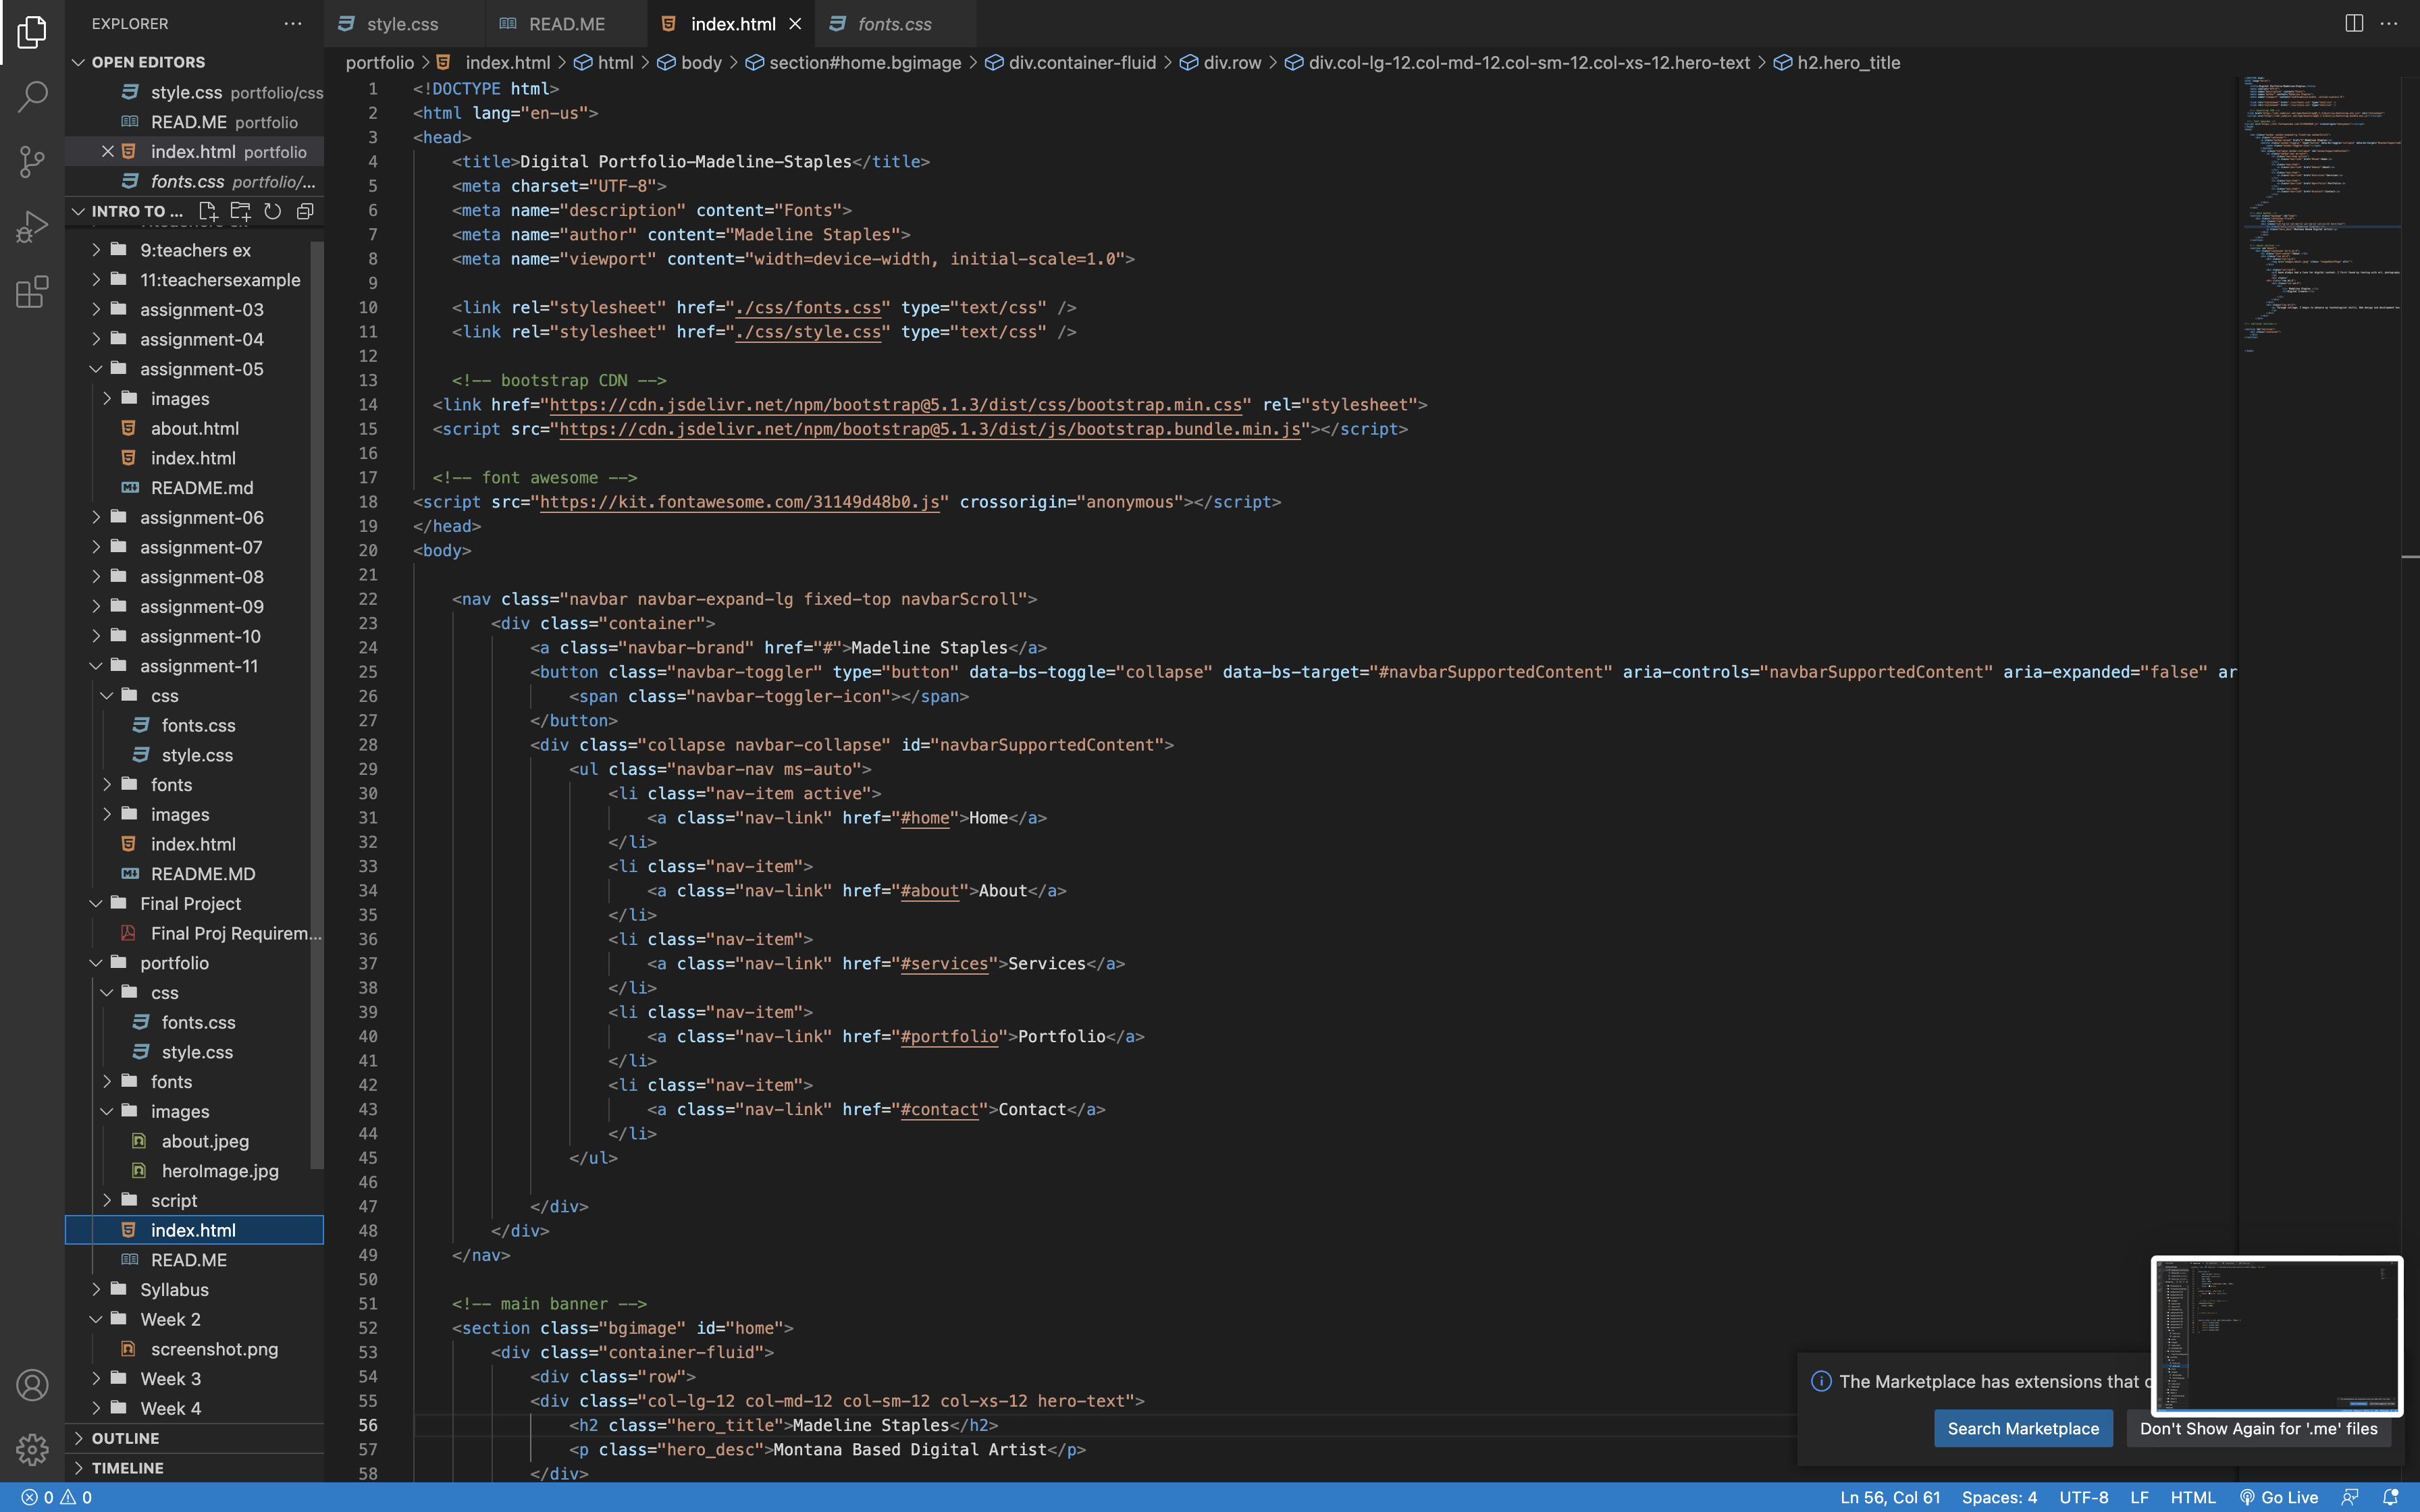 EXPLORER
OPEN EDITORS
style.css portfolio/css
READ.ME portfolio
index.html portfolio
fonts.css portfolio/...
INTRO TO ...
9:teachers ex
11:teachersexample
assignment-03
assignment-04
assignment-05
images
about.html
index.html
README.md
assignment-06
assignment-07
assignment-08
assignment-09
assignment-10
assignment-11
css
fonts.css
style.css
fonts
images
index.html
README.MD
Final Project
Final Proj Requirem...
portfolio
css
fonts.css
style.css
fonts
images
about.jpeg
heroImage.jpg
script
index.html
READ.ME
Syllabus
Week 2
screenshot.png
Week 3
Week 4
OUTLINE
TIMELINE
style.css READ.ME index.html fonts.css
portfolio > index.html > html > body > section#home.bgimage > div.container-fluid > div.row > div.col-lg-12.col-md-12.col-sm-12.col-xs-12.hero-text > h2.hero_title
1 <!DOCTYPE html>
2 <html lang="en-us">
3 <head>
4 <title>Digital Portfolio-Madeline-Staples</title>
5 <meta charset="UTF-8">
6 <meta name="description" content="Fonts">
7 <meta name="author" content="Madeline Staples">
8 <meta name="viewport" content="width=device-width, initial-scale=1.0">
9
10 <link rel="stylesheet" href="./css/fonts.css" type="text/css" />
11 <link rel="stylesheet" href="./css/style.css" type="text/css" />
12
13 <!-- bootstrap CDN -->
14 <link href="https://cdn.jsdelivr.net/npm/bootstrap@5.1.3/dist/css/bootstrap.min.css" rel="stylesheet">
15 <script src="https://cdn.jsdelivr.net/npm/bootstrap@5.1.3/dist/js/bootstrap.bundle.min.js"></script>
16
17 <!-- font awesome -->
18 <script src="https://kit.fontawesome.com/31149d48b0.js" crossorigin="anonymous"></script>
19 </head>
20 <body>
21
22 <nav class="navbar navbar-expand-lg fixed-top navbarScroll">
23 <div class="container">
24 <a class="navbar-brand" href="#">Madeline Staples</a>
25 <button class="navbar-toggler" type="button" data-bs-toggle="collapse" data-bs-target="#navbarSupportedContent" aria-controls="navbarSupportedContent" aria-expanded="false" ar
26 <span class="navbar-toggler-icon"></span>
27 </button>
28 <div class="collapse navbar-collapse" id="navbarSupportedContent">
29 <ul class="navbar-nav ms-auto">
30 <li class="nav-item active">
31 <a class="nav-link" href="#home">Home</a>
32 </li>
33 <li class="nav-item">
34 <a class="nav-link" href="#about">About</a>
35 </li>
36 <li class="nav-item">
37 <a class="nav-link" href="#services">Services</a>
38 </li>
39 <li class="nav-item">
40 <a class="nav-link" href="#portfolio">Portfolio</a>
41 </li>
42 <li class="nav-item">
43 <a class="nav-link" href="#contact">Contact</a>
44 </li>
45 </ul>
46
47 </div>
48 </div>
49 </nav>
50
51 <!-- main banner -->
52 <section class="bgimage" id="home">
53 <div class="container-fluid">
54 <div class="row">
55 <div class="col-lg-12 col-md-12 col-sm-12 col-xs-12 hero-text">
56 <h2 class="hero_title">Madeline Staples</h2>
57 <p class="hero_desc">Montana Based Digital Artist</p>
58 </div>
The Marketplace has extensions that c
Search Marketplace Don't Show Again for '.me' files
0 0 Ln 56, Col 61 Spaces: 4 UTF-8 LF HTML Go Live